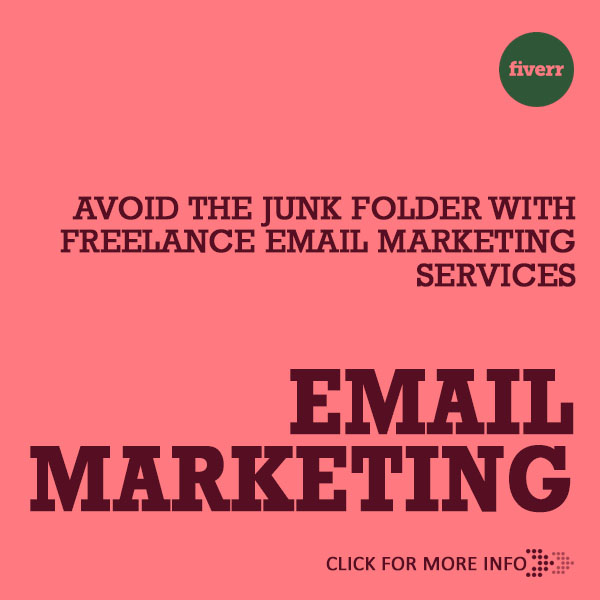 fiverr
AVOID THE JUNK FOLDER WITH
FREELANCE EMAIL MARKETING
SERVICES
EMAIL
MARKETING
CLICK FOR MORE INFO